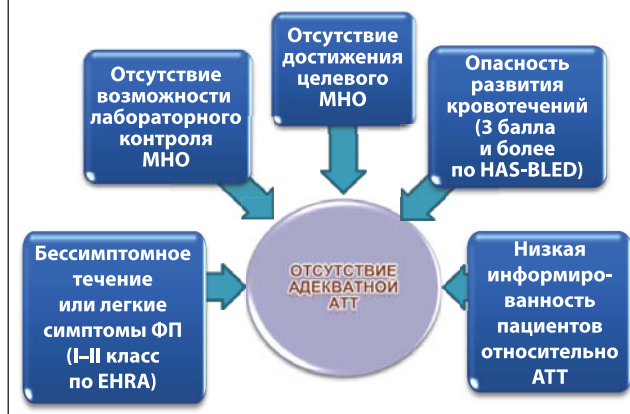 Отсутствие
возможности
лабораторного
контроля
МНО
Отсутствие
достижения
целевого
МНО
Опасность
развития
кровотечений
(3 балла
и более
по HAS-BLED)
Бессимптомное
течение
или легкие
симптомы ФП
(I–II класс
по EHRA)
ОТСУТСТВИЕ
АДЕКВАТНОЙ
АТТ
Низкая
информиро-
ванность
пациентов
относительно
АТТ